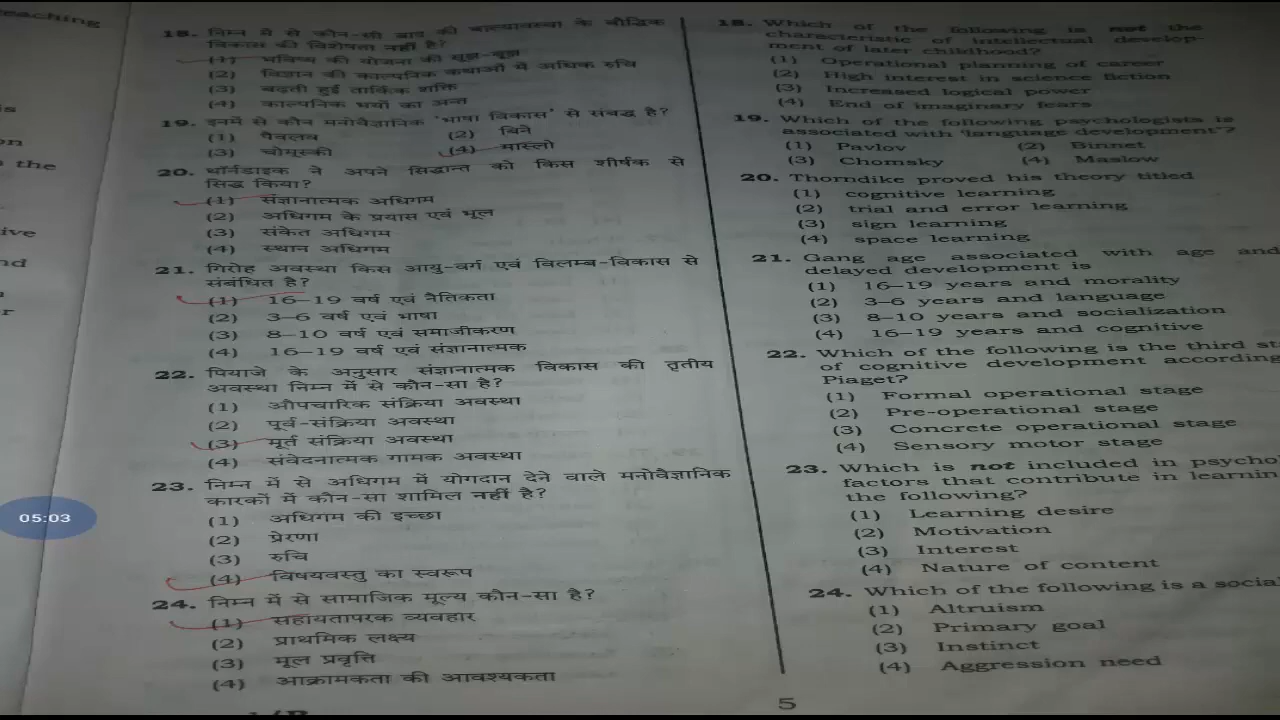 eaching
is
on
the
ive
nd
r
05:03
18. निम्न में से कौन-सी बाद की बाल्यावस्था के बौद्धिक
विकास की विशेषता नहीं है?
(1) भविष्य की योजना की सूझ-बूझ
(2) विज्ञान की काल्पनिक कथाओं में अधिक रुचि
(3) बढ़ती हुई तार्किक शक्ति
(4) काल्पनिक भयों का अन्त
19. इनमें से कौन मनोवैज्ञानिक 'भाषा विकास' से संबद्ध है?
(1) पैवलव (2) बिने
(3) चोम्स्की (4) मास्लो
20. थॉर्नडाइक ने अपने सिद्धान्त को किस शीर्षक से
सिद्ध किया?
(1) संज्ञानात्मक अधिगम
(2) अधिगम के प्रयास एवं भूल
(3) संकेत अधिगम
(4) स्थान अधिगम
21. गिरोह अवस्था किस आयु-वर्ग एवं विलम्ब-विकास से
संबंधित है?
(1) 16–19 वर्ष एवं नैतिकता
(2) 3–6 वर्ष एवं भाषा
(3) 8–10 वर्ष एवं समाजीकरण
(4) 16–19 वर्ष एवं संज्ञानात्मक
22. पियाजे के अनुसार संज्ञानात्मक विकास की तृतीय
अवस्था निम्न में से कौन-सा है?
(1) औपचारिक संक्रिया अवस्था
(2) पूर्व-संक्रिया अवस्था
(3) मूर्त संक्रिया अवस्था
(4) संवेदनात्मक गामक अवस्था
23. निम्न में से अधिगम में योगदान देने वाले मनोवैज्ञानिक
कारकों में कौन-सा शामिल नहीं है?
(1) अधिगम की इच्छा
(2) प्रेरणा
(3) रुचि
(4) विषयवस्तु का स्वरूप
24. निम्न में से सामाजिक मूल्य कौन-सा है?
(1) सहायतापरक व्यवहार
(2) प्राथमिक लक्ष्य
(3) मूल प्रवृत्ति
(4) आक्रामकता की आवश्यकता
18. Which of the following is not the
characteristic of intellectual develop-
ment of later childhood?
(1) Operational planning of career
(2) High interest in science fiction
(3) Increased logical power
(4) End of imaginary fears
19. Which of the following psychologists is
associated with 'language development'?
(1) Pavlov (2) Binnet
(3) Chomsky (4) Maslow
20. Thorndike proved his theory titled
(1) cognitive learning
(2) trial and error learning
(3) sign learning
(4) space learning
21. Gang age associated with age and
delayed development is
(1) 16–19 years and morality
(2) 3–6 years and language
(3) 8–10 years and socialization
(4) 16–19 years and cognitive
22. Which of the following is the third st
of cognitive development according
Piaget?
(1) Formal operational stage
(2) Pre-operational stage
(3) Concrete operational stage
(4) Sensory motor stage
23. Which is not included in psycho
factors that contribute in learnin
the following?
(1) Learning desire
(2) Motivation
(3) Interest
(4) Nature of content
24. Which of the following is a socia
(1) Altruism
(2) Primary goal
(3) Instinct
(4) Aggression need
5